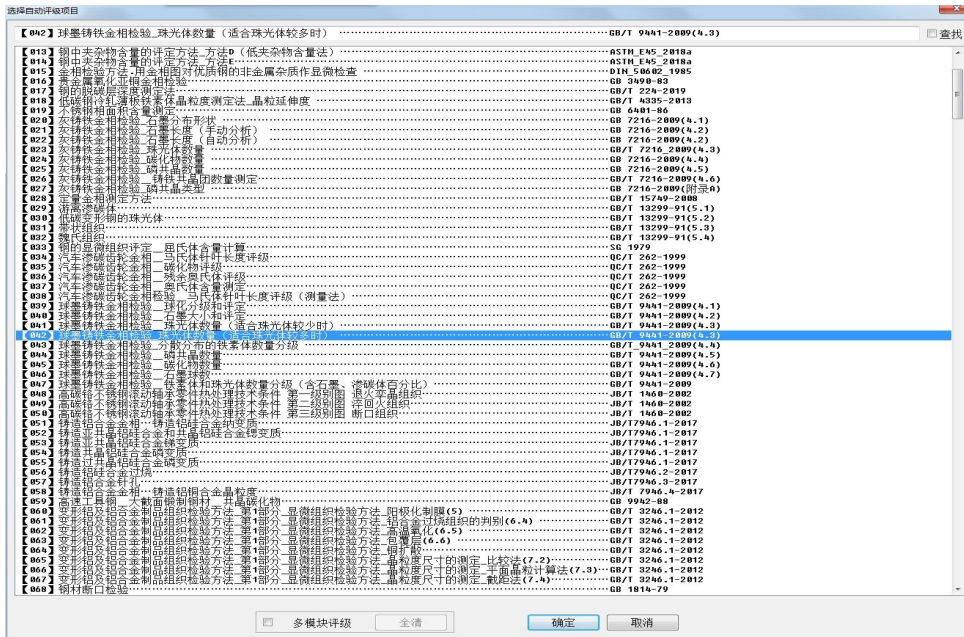 选择自动评级项目
【042】球墨铸铁金相检验_珠光体数量（适合珠光体较多时） ┄┄┄┄┄┄┄┄GB/T 9441-2009(4.3)
查找
【013】钢中夹杂物含量的评定方法_方法D（低夹杂物含量法）┄┄┄┄┄┄┄┄ASTM_E45_2018a
【014】钢中夹杂物含量的评定方法_方法E┄┄┄┄┄┄┄┄ASTM_E45_2018a
【015】金相检验方法-用金相图对优质钢的非金属杂质作显微检查 ┄┄┄┄┄┄┄┄DIN_50602_1985
【016】贵金属氧化亚铜金相检验┄┄┄┄┄┄┄┄GB 3490-83
【017】钢的脱碳层深度测定法┄┄┄┄┄┄┄┄GB/T 224-2019
【018】低碳钢冷轧薄板铁素体晶粒度测定法_晶粒延伸度 ┄┄┄┄┄┄┄┄GB/T 4335-2013
【019】不锈钢相面积含量测定┄┄┄┄┄┄┄┄GB 6401-86
【020】灰铸铁金相检验_石墨分布形状 ┄┄┄┄┄┄┄┄GB 7216-2009(4.1)
【021】灰铸铁金相检验_石墨长度（手动分析） ┄┄┄┄┄┄┄┄GB 7216-2009(4.2)
【022】灰铸铁金相检验_石墨长度（自动分析） ┄┄┄┄┄┄┄┄GB 7216-2009(4.2)
【023】灰铸铁金相检验_珠光体数量┄┄┄┄┄┄┄┄GB/T 7216_2009(4.3)
【024】灰铸铁金相检验_碳化物数量 ┄┄┄┄┄┄┄┄GB 7216-2009(4.4)
【025】灰铸铁金相检验_磷共晶数量┄┄┄┄┄┄┄┄GB 7216-2009(4.5)
【026】灰铸铁金相检验__铸铁共晶团数量测定┄┄┄┄┄┄┄┄GB/T 7216-2009(4.6)
【027】灰铸铁金相检验_磷共晶类型 ┄┄┄┄┄┄┄┄GB 7216-2009(附录A)
【028】定量金相测定方法┄┄┄┄┄┄┄┄GB/T 15749-2008
【029】游离渗碳体┄┄┄┄┄┄┄┄GB/T 13299-91(5.1)
【030】低碳变形钢的珠光体┄┄┄┄┄┄┄┄GB/T 13299-91(5.2)
【031】带状组织┄┄┄┄┄┄┄┄GB/T 13299-91(5.3)
【032】魏氏组织┄┄┄┄┄┄┄┄GB/T 13299-91(5.4)
【033】钢的显微组织评定__屈氏体含量计算┄┄┄┄┄┄┄┄SG 1979
【034】汽车渗碳齿轮金相__马氏体针叶长度评级┄┄┄┄┄┄┄┄QC/T 262-1999
【035】汽车渗碳齿轮金相__碳化物评级┄┄┄┄┄┄┄┄QC/T 262-1999
【036】汽车渗碳齿轮金相__残余奥氏体评级┄┄┄┄┄┄┄┄QC/T 262-1999
【037】汽车渗碳齿轮金相__奥氏体含量测定┄┄┄┄┄┄┄┄QC/T 262-1999
【038】汽车渗碳齿轮金相检验__马氏体针叶长度评级（测量法）┄┄┄┄┄┄┄┄QC/T 262-1999
【039】球墨铸铁金相检验__球化分级和评定┄┄┄┄┄┄┄┄GB/T 9441-2009(4.1)
【040】球墨铸铁金相检验__石墨大小和评定┄┄┄┄┄┄┄┄GB/T 9441-2009(4.2)
【041】球墨铸铁金相检验__珠光体数量（适合珠光体较少时）┄┄┄┄┄┄┄┄GB/T 9441-2009(4.3)
【042】球墨铸铁金相检验_珠光体数量（适合珠光体较多时） ┄┄┄┄┄┄┄┄GB/T 9441-2009(4.3)
【043】球墨铸铁金相检验_分散分布的铁素体数量分级 ┄┄┄┄┄┄┄┄GB/T_9441_2009(4.4)
【044】球墨铸铁金相检验__磷共晶数量┄┄┄┄┄┄┄┄GB/T 9441-2009(4.5)
【045】球墨铸铁金相检验__碳化物数量┄┄┄┄┄┄┄┄GB/T 9441-2009(4.6)
【046】球墨铸铁金相检验__石墨球数┄┄┄┄┄┄┄┄GB/T 9441-2009(4.7)
【047】球墨铸铁金相检验__铁素体和珠光体数量分级（含石墨、渗碳体百分比）┄┄┄┄┄┄┄┄GB/T 9441-2009
【048】高碳铬不锈钢滚动轴承零件热处理技术条件 第一级别图 退火孪晶组织┄┄┄┄┄┄┄┄JB/T 1460-2002
【049】高碳铬不锈钢滚动轴承零件热处理技术条件 第二级别图 淬回火组织┄┄┄┄┄┄┄┄JB/T 1460-2002
【050】高碳铬不锈钢滚动轴承零件热处理技术条件 第三级别图 断口组织┄┄┄┄┄┄┄┄JB/T 1460-2002
【051】铸造铝合金金相┄铸造铝硅合金纳变质┄┄┄┄┄┄┄┄JB/T7946.1-2017
【052】铸造亚共晶铝硅合金和共晶铝硅合金锶变质┄┄┄┄┄┄┄┄JB/T7946.1-2017
【053】铸造亚共晶铝硅合金锑变质┄┄┄┄┄┄┄┄JB/T7946.1-2017
【054】铸造共晶铝硅合金磷变质┄┄┄┄┄┄┄┄JB/T7946.1-2017
【055】铸造过共晶铝硅合金磷变质┄┄┄┄┄┄┄┄JB/T7946.1-2017
【056】铸造铝硅合金过烧┄┄┄┄┄┄┄┄JB/T7946.2-2017
【057】铸造铝合金针孔┄┄┄┄┄┄┄┄JB/T7946.3-2017
【058】铸造铝合金金相┄铸造铝铜合金晶粒度┄┄┄┄┄┄┄┄JB/T 7946.4-2017
【059】高速工具钢__大截面锻制钢材__共晶碳化物┄┄┄┄┄┄┄┄GB 9942-88
【060】变形铝及铝合金制品组织检验方法_第1部分_显微组织检验方法_阳极化制膜(5) ┄┄┄┄┄┄┄┄GB/T 3246.1-2012
【061】变形铝及铝合金制品组织检验方法_第1部分_显微组织检验方法_铝合金过烧组织的判别(6.4) ┄┄┄┄┄┄┄┄GB/T 3246.1-2012
【062】变形铝及铝合金制品组织检验方法_第1部分_显微组织检验方法_高温氧化(6.5) ┄┄┄┄┄┄┄┄GB/T 3246.1-2012
【063】变形铝及铝合金制品组织检验方法_第1部分_显微组织检验方法_包覆层(6.6) ┄┄┄┄┄┄┄┄GB/T 3246.1-2012
【064】变形铝及铝合金制品组织检验方法_第1部分_显微组织检验方法_铜扩散┄┄┄┄┄┄┄┄GB/T 3246.1-2012
【065】变形铝及铝合金制品组织检验方法_第1部分_显微组织检验方法_晶粒度尺寸的测定_比较法(7.2)┄┄┄┄GB/T 3246.1-2012
【066】变形铝及铝合金制品组织检验方法_第1部分_显微组织检验方法_晶粒度尺寸的测定_平面晶粒计算法(7.3)┄GB/T 3246.1-2012
【067】变形铝及铝合金制品组织检验方法_第1部分_显微组织检验方法_晶粒度尺寸的测定_截距法(7.4)┄┄┄┄GB/T 3246.1-2012
【068】钢材断口检验┄┄┄┄┄┄┄┄GB 1814-79
多模块评级
全清
确定
取消